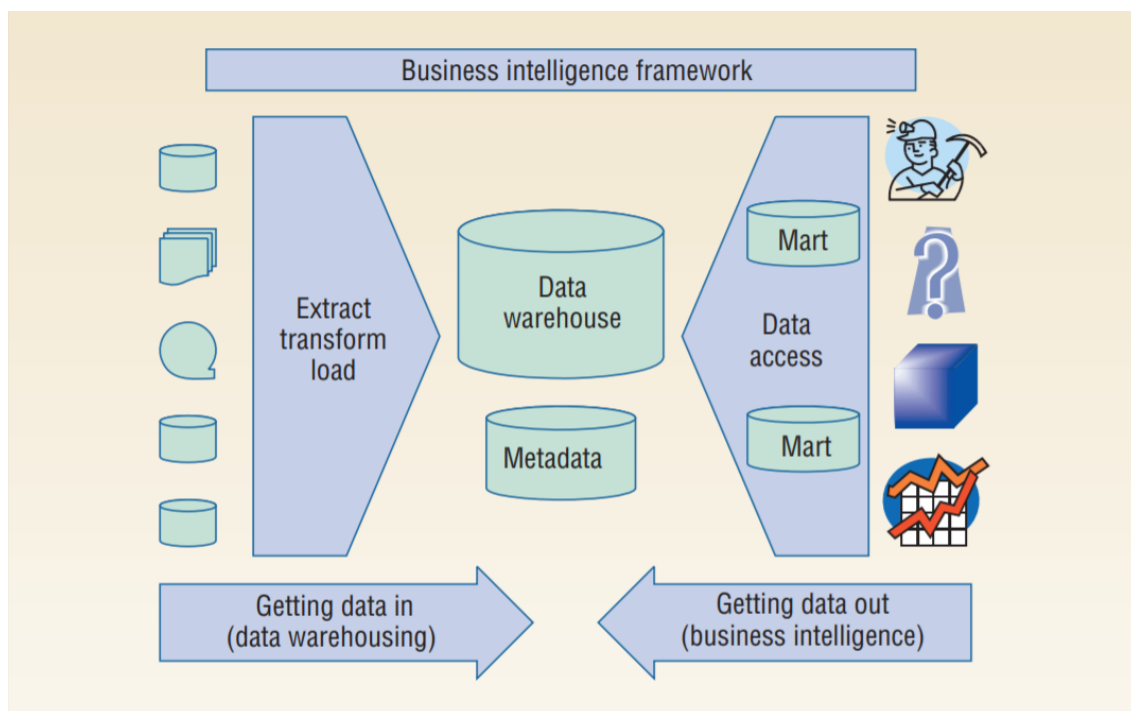 Business intelligence framework
Extract
transform
load
Data
warehouse
Metadata
Mart
Data
access
Mart
Getting data in
(data warehousing)
Getting data out
(business intelligence)